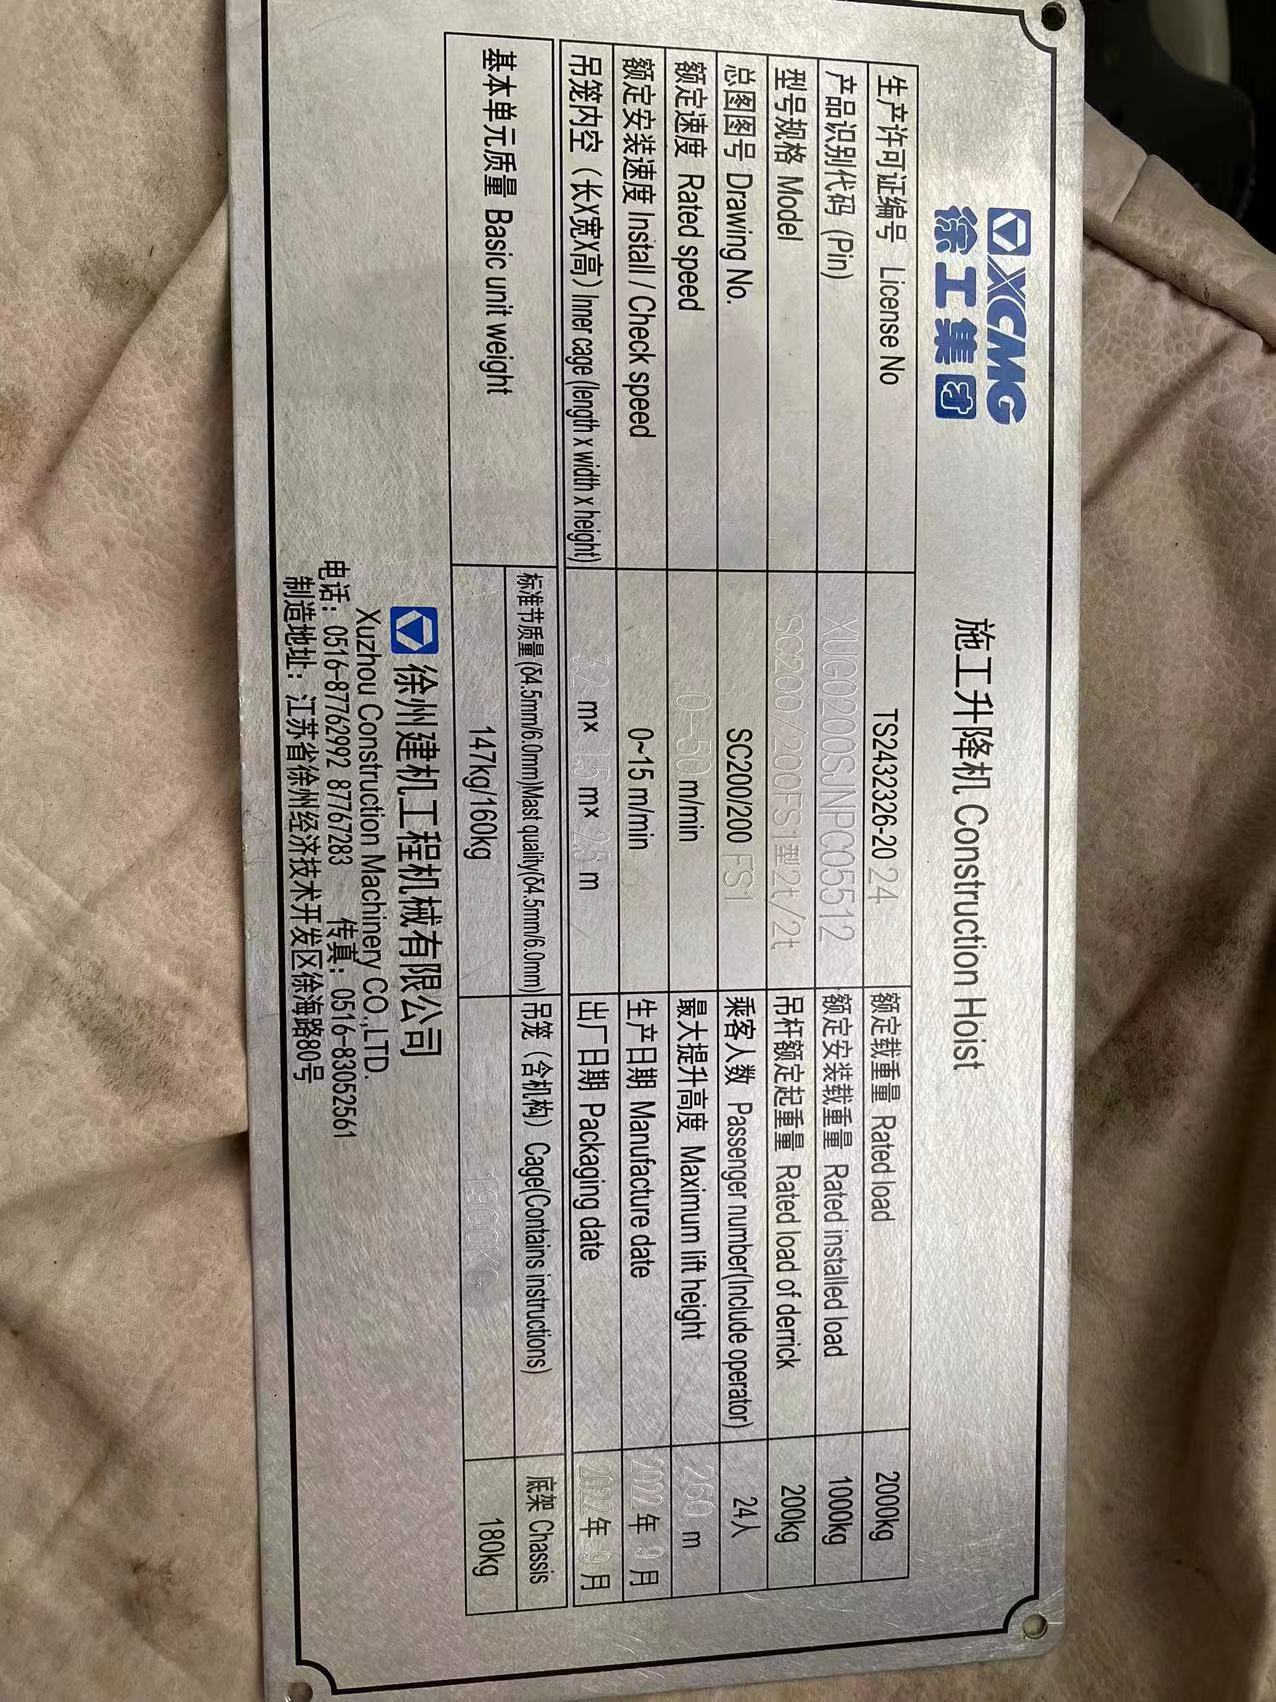 XCMG
徐工集团
施工升降机 Construction Hoist
生产许可证编号 License No TS2432326-2024 额定载重量 Rated load 2000kg
产品识别代码 (Pin) XUG0200SJNPC05512 额定安装载重量 Rated installed load 1000kg
型号规格 Model SC200/200FS1型2t/2t 吊杆额定起重量 Rated load of derrick 200kg
总图图号 Drawing No. SC200/200 FS1 乘客人数 Passenger number(Include operator) 24人
额定速度 Rated speed 0-50 m/min 最大提升高度 Maximum lift height 260 m
额定安装速度 Install / Check speed 0~15 m/min 生产日期 Manufacture date 2022 年 9 月
吊笼内空（长X宽X高）Inner cage (length x width x height) 3.2 m× 1.5 m× 2.5 m 出厂日期 Packaging date 2022 年 9 月
基本单元质量 Basic unit weight 标准节质量(δ4.5mm/6.0mm)Mast quality(δ4.5mm/6.0mm) 吊笼（含机构）Cage(Contains instructions) 底架 Chassis
147kg/160kg 1900KG 180kg
徐州建机工程机械有限公司
Xuzhou Construction Machinery CO.,LTD.
电话：0516-87762992 87767283 传真：0516-83052561
制造地址：江苏省徐州经济技术开发区徐海路80号